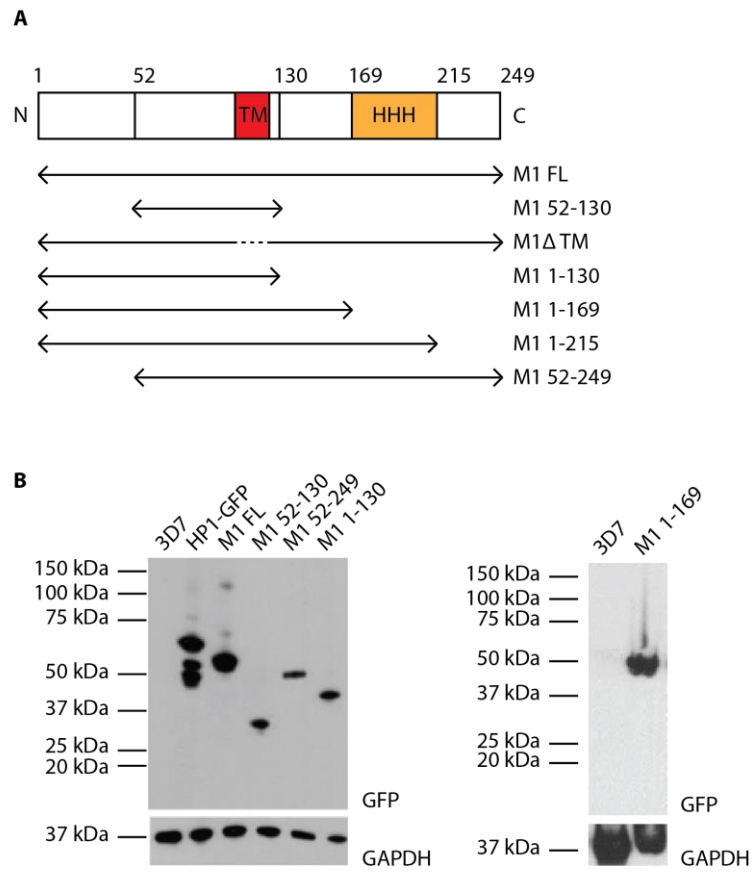 A
1 52 130 169 215 249
N TM HHH C
M1 FL
M1 52-130
M1Δ TM
M1 1-130
M1 1-169
M1 1-215
M1 52-249
B
3D7 HP1-GFP M1 FL M1 52-130 M1 52-249 M1 1-130
150 kDa
100 kDa
75 kDa
50 kDa
37 kDa
25 kDa
20 kDa
GFP
37 kDa
GAPDH
3D7 M1 1-169
150 kDa
100 kDa
75 kDa
50 kDa
37 kDa
25 kDa
20 kDa
GFP
37 kDa
GAPDH